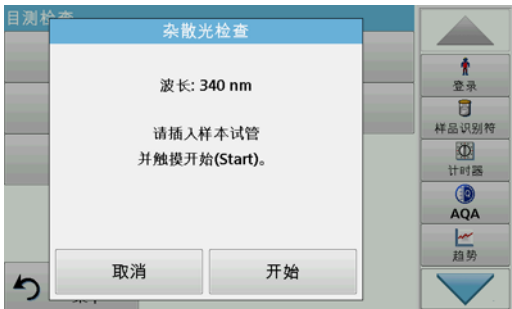 目测检
杂散光检查
波长: 340 nm
请插入样本试管
并触摸开始(Start)。
取消
开始
登录
样品识别符
计时器
AQA
趋势